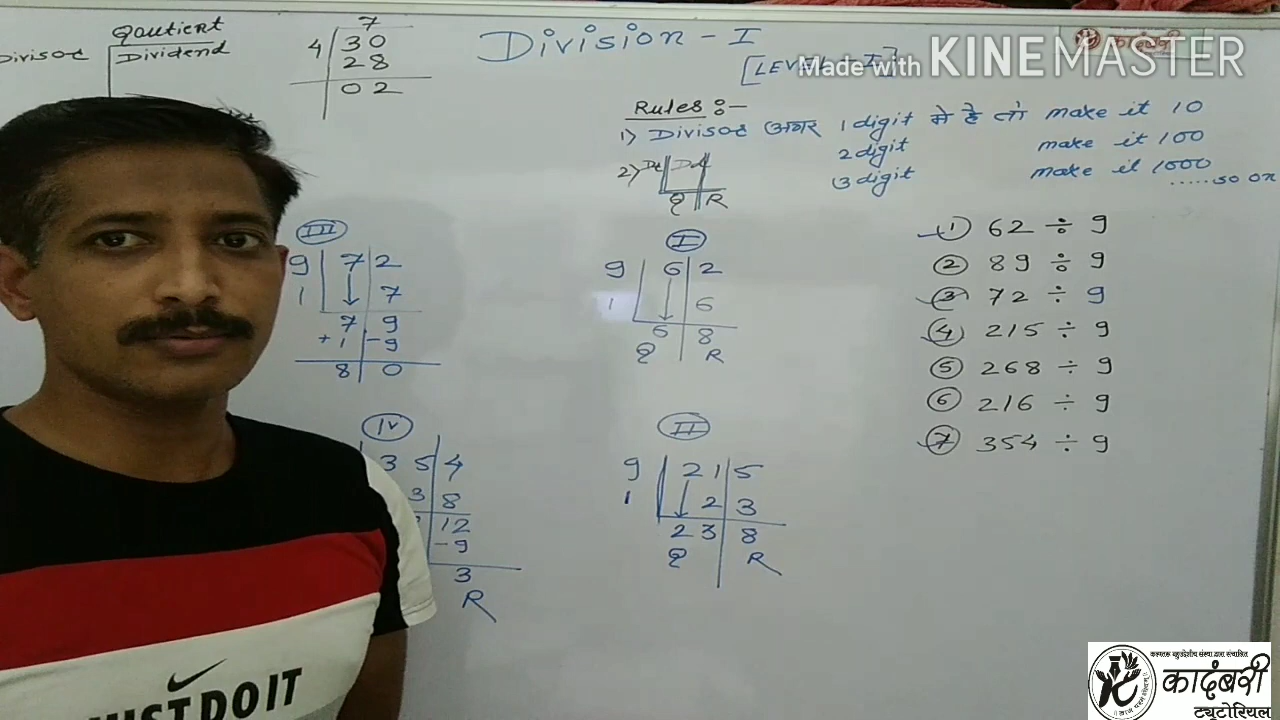 Qautient
Divisor Dividend
7
4 30
28
02
Division - I
[LEVEL - I]
Made with KINEMASTER
कादंबरी
Rules :-
1) Divisor अगर 1 digit मे है तो make it 10
2 digit make it 100
3 digit make it 1000
.....so on
2)
Q R
III
9 7 2
1 7
7 9
+1 -9
8 0
I
9 6 2
1 6
6 8
Q R
1) 62 ÷ 9
2) 89 ÷ 9
3) 72 ÷ 9
4) 215 ÷ 9
5) 268 ÷ 9
6) 216 ÷ 9
7) 354 ÷ 9
IV
3 5 4
3 8
12
-9
3
R
II
9 2 1 5
1 2 3
2 3 8
Q R
JUST DO IT
कादंबरी
ट्युटोरियल